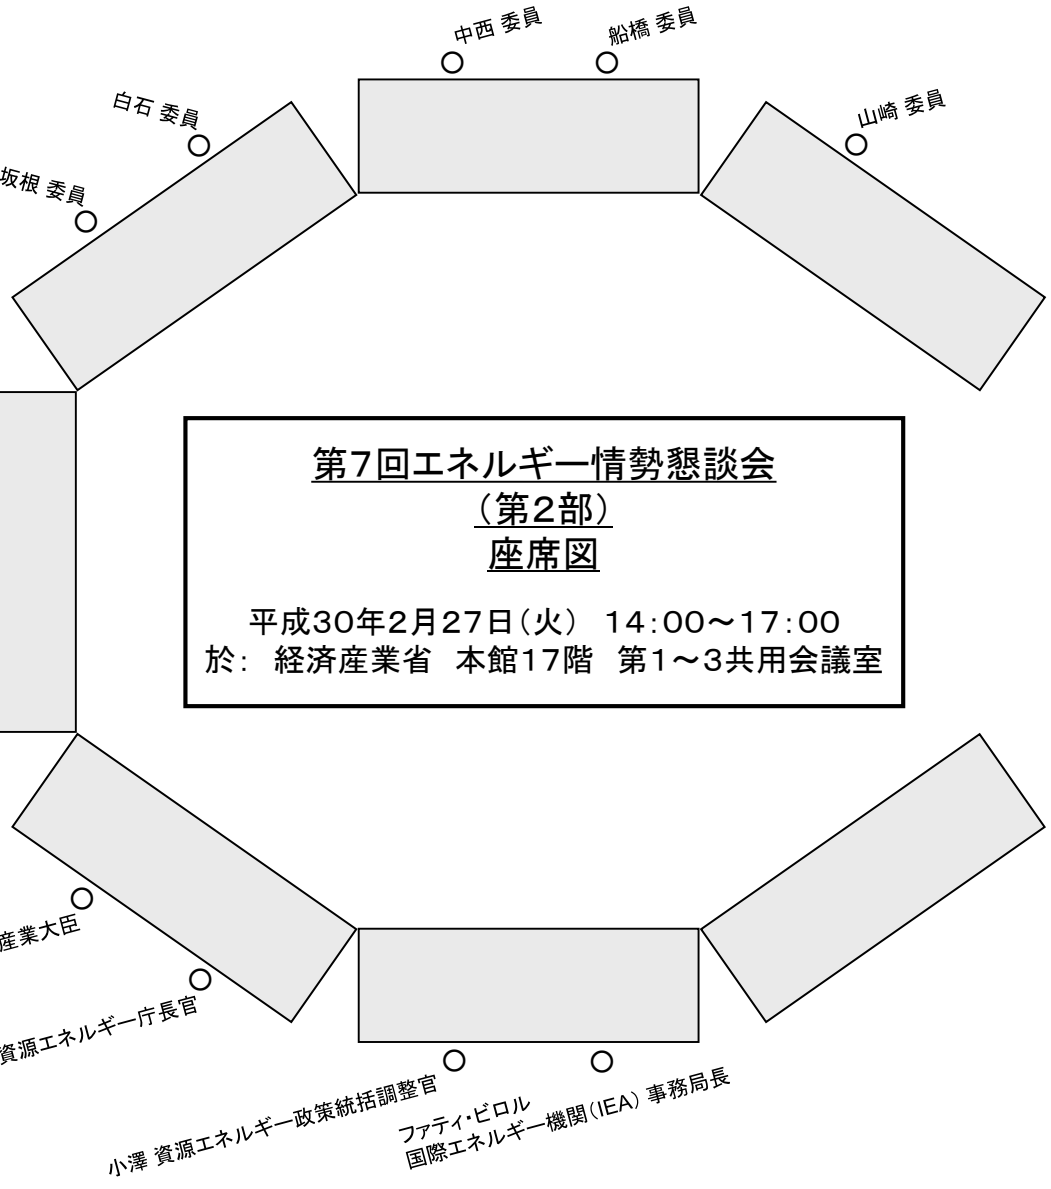 中西 委員
船橋 委員
白石 委員
山崎 委員
坂根 委員
第7回エネルギー情勢懇談会
（第2部）
座席図
平成30年2月27日（火）　14：00～17：00
於：　経済産業省　本館17階　第1～3共用会議室
産業大臣
資源エネルギー庁長官
小澤 資源エネルギー政策統括調整官
ファティ・ビロル
国際エネルギー機関（IEA） 事務局長